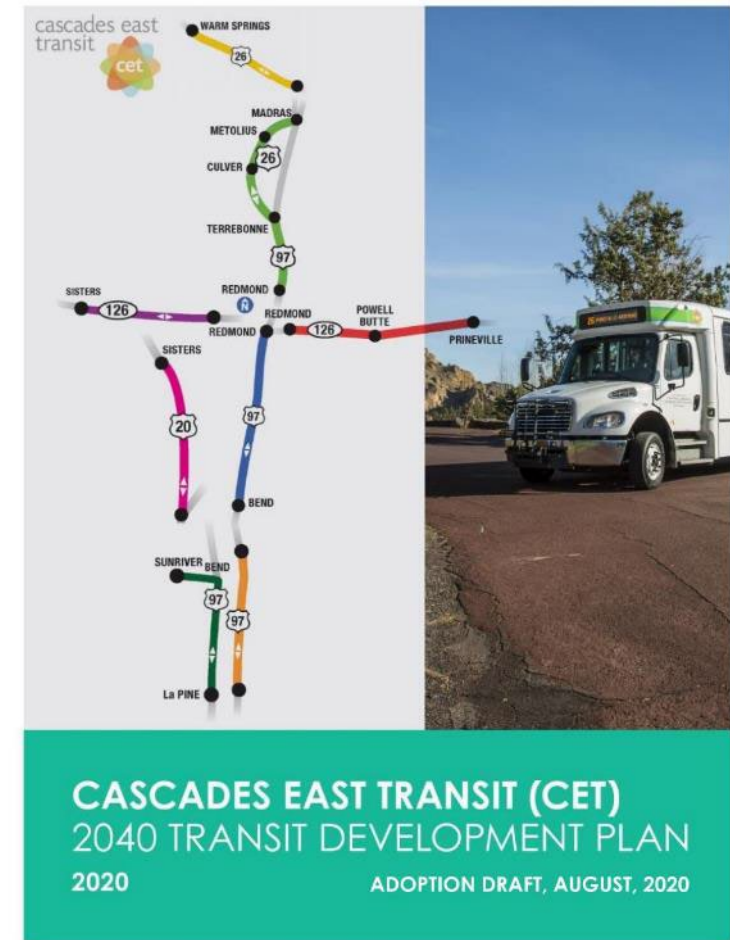 cascades east
transit
cet
WARM SPRINGS
26
MADRAS
METOLIUS
26
CULVER
TERREBONNE
97
REDMOND
SISTERS
126
N
REDMOND
REDMOND
126
POWELL
BUTTE
PRINEVILLE
SISTERS
20
97
BEND
SUNRIVER
BEND
97
97
La PINE
CASCADES EAST TRANSIT (CET)
2040 TRANSIT DEVELOPMENT PLAN
2020
ADOPTION DRAFT, AUGUST, 2020